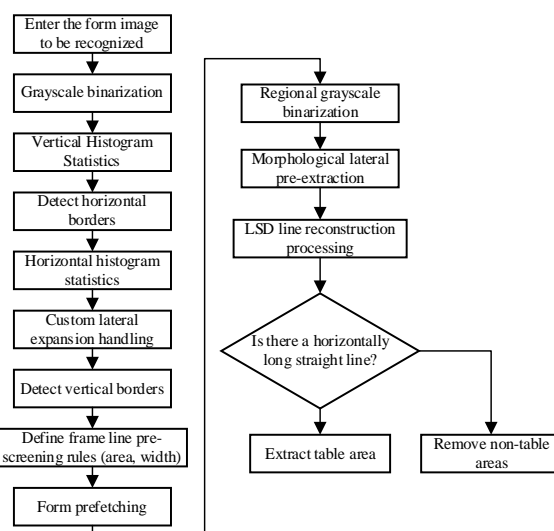 Enter the form image
to be recognized
Grayscale binarization
Vertical Histogram
Statistics
Detect horizontal
borders
Horizontal histogram
statistics
Custom lateral
expansion handling
Detect vertical borders
Define frame line pre-
screening rules (area, width)
Form prefetching
Regional grayscale
binarization
Morphological lateral
pre-extraction
LSD line reconstruction
processing
Is there a horizontally
long straight line?
Extract table area
Remove non-table
areas